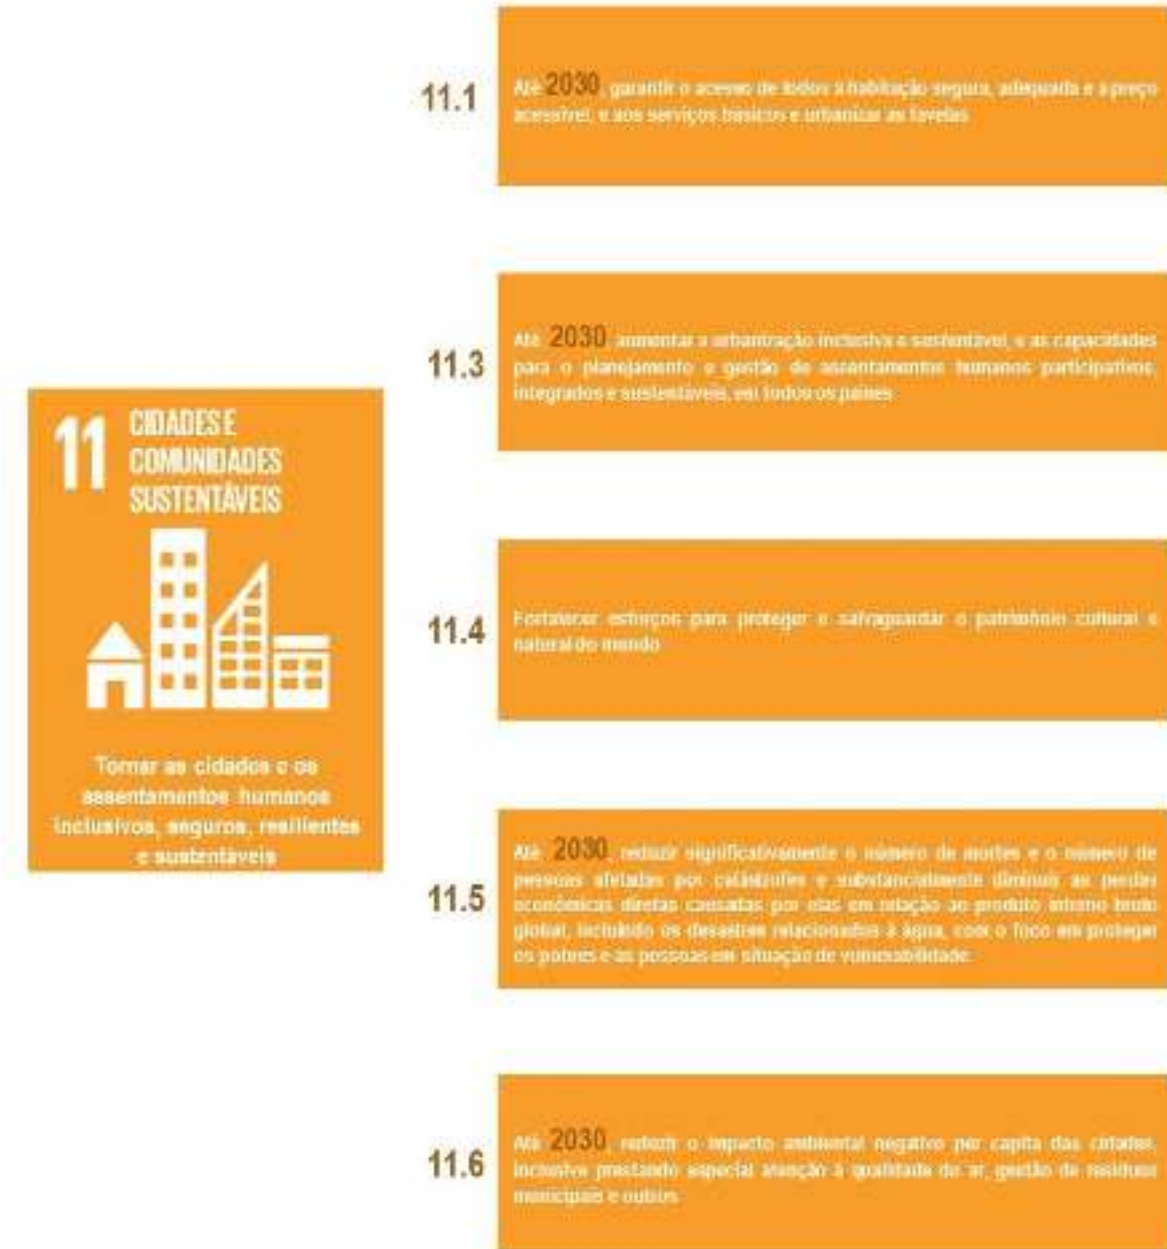 11.1
Até 2030, garantir o acesso de todos à habitação segura, adequada e a preço
acessível, e aos serviços básicos e urbanizar as favelas
11.3
Até 2030 aumentar a urbanização inclusiva e sustentável, e as capacidades
para o planejamento e gestão de assentamentos humanos participativos,
integrados e sustentáveis, em todos os países
11 CIDADES E
COMUNIDADES
SUSTENTÁVEIS
Tornar as cidades e os
assentamentos humanos
inclusivos, seguros, resilientes
e sustentáveis
11.4
Fortalecer esforços para proteger e salvaguardar o patrimônio cultural e
natural do mundo
11.5
Até 2030 reduzir significativamente o número de mortes e o número de
pessoas afetadas por catástrofes e substancialmente diminuir as perdas
econômicas diretas causadas por elas em relação ao produto interno bruto
global, incluindo os desastres relacionados à água, com o foco em proteger
os pobres e as pessoas em situação de vulnerabilidade
11.6
Até 2030 reduzir o impacto ambiental negativo per capita das cidades,
inclusive prestando especial atenção à qualidade do ar, gestão de resíduos
municipais e outros